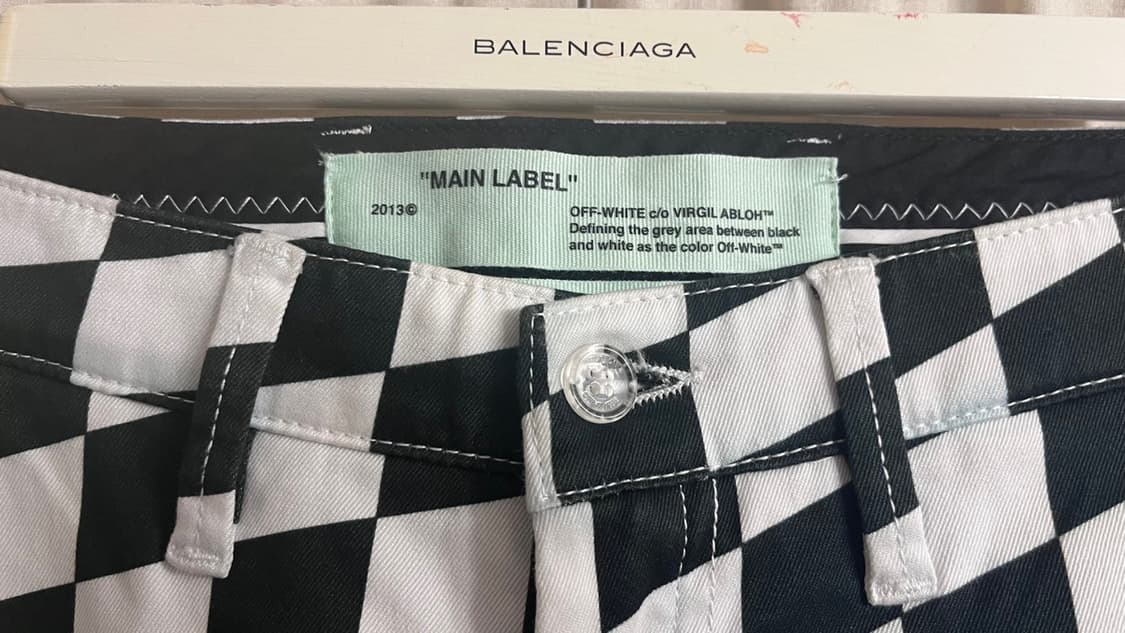 BALENCIAGA
"MAIN LABEL"
2013©
OFF-WHITE c/o VIRGIL ABLOH™
Defining the grey area between black
and white as the color Off-White™